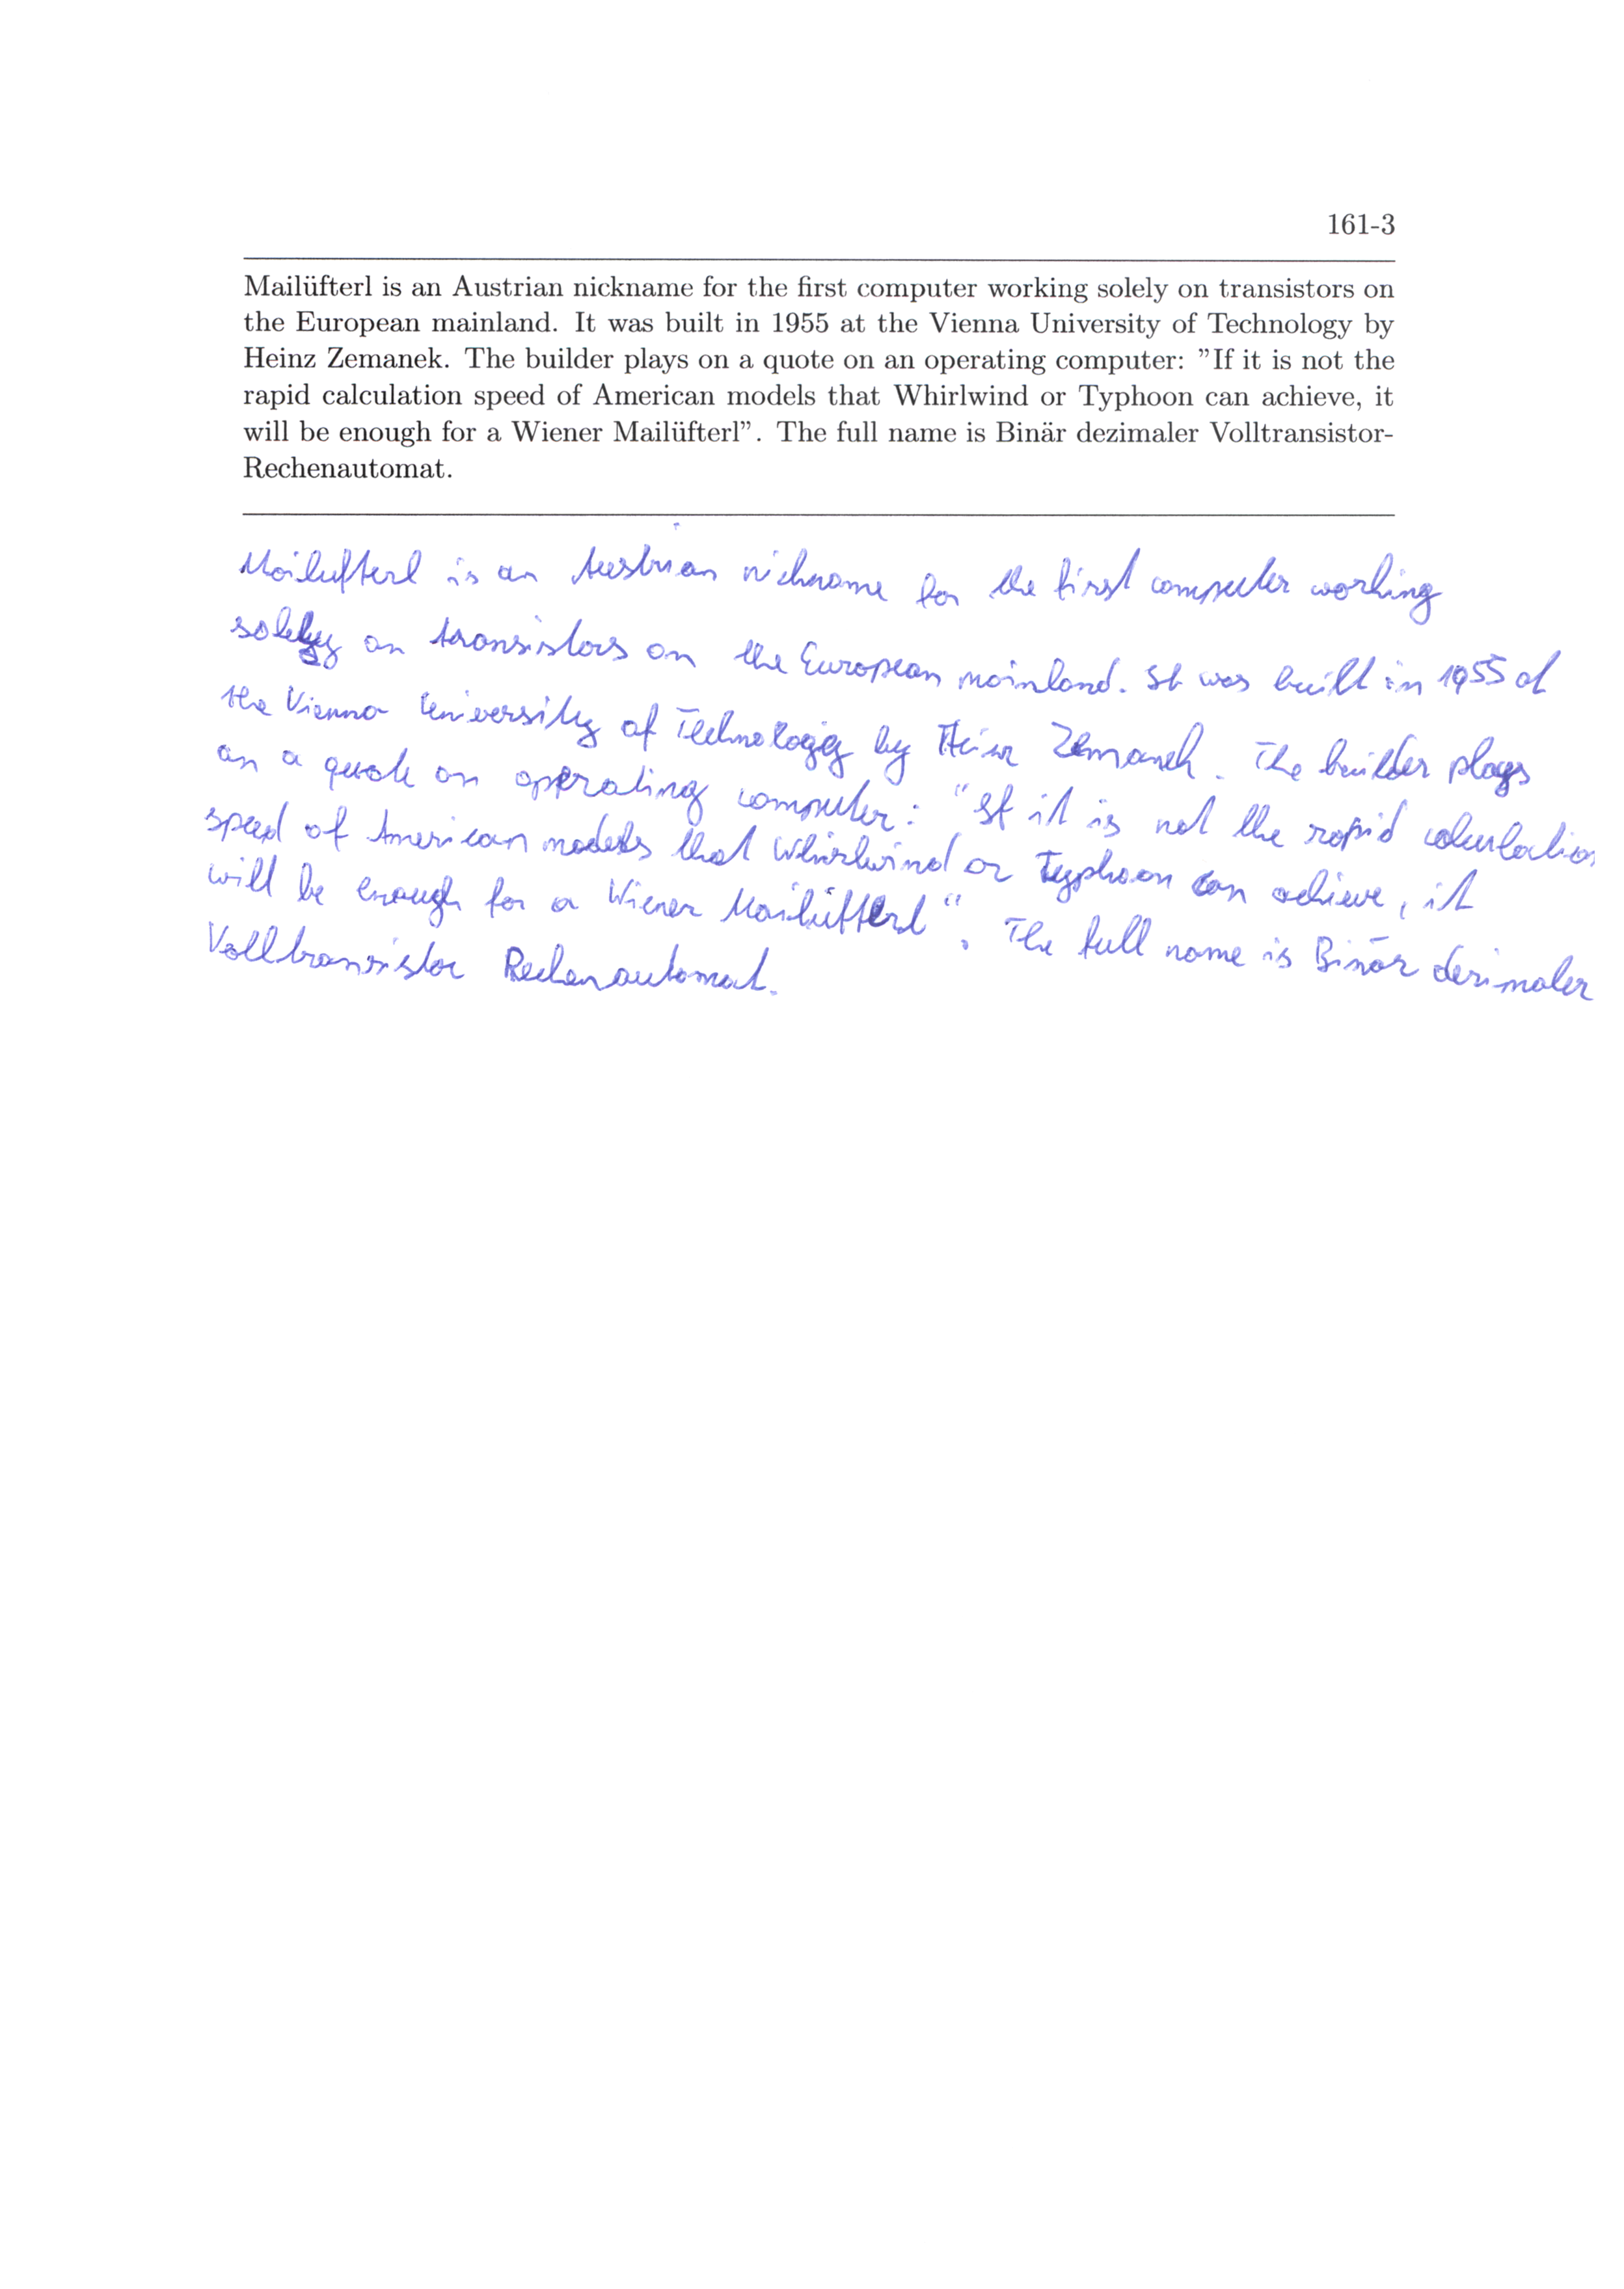 161-3
Mailüfterl is an Austrian nickname for the first computer working solely on transistors on
the European mainland. It was built in 1955 at the Vienna University of Technology by
Heinz Zemanek. The builder plays on a quote on an operating computer: ”If it is not the
rapid calculation speed of American models that Whirlwind or Typhoon can achieve, it
will be enough for a Wiener Mailüfterl”. The full name is Binär dezimaler Volltransistor-
Rechenautomat.
Mailufterl is an Austrian nickname for the first computer working
solely on transistors on the European mainland. It was built in 1955 at
the Vienna University of Technology by Heinz Zemanek. The builder plays
on a quote on operating computer: "If it is not the rapid calculation
speed of American models that Whirlwind or Typhoon can achieve, it
will be enough for a Wiener Mailüfterl". The full name is Binär dezimaler
Volltransistor Rechenautomat.